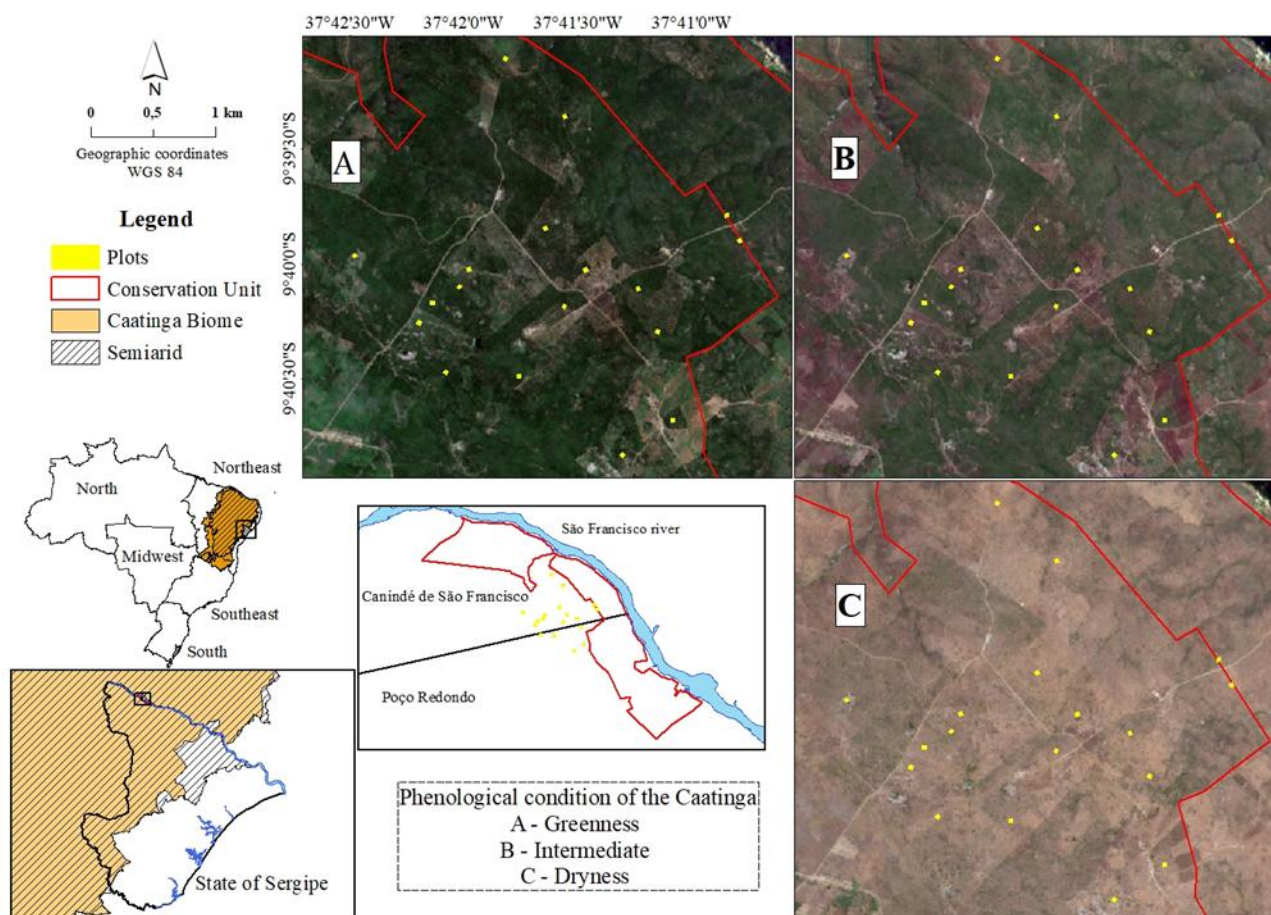 N
0 0,5 1 km
Geographic coordinates
WGS 84
Legend
Plots
Conservation Unit
Caatinga Biome
Semiarid
37°42'30"W 37°42'0"W 37°41'30"W 37°41'0"W
9°39'30"S
9°40'0"S
9°40'30"S
A
B
C
North
Northeast
Midwest
Southeast
South
State of Sergipe
São Francisco river
Canindé de São Francisco
Poço Redondo
Phenological condition of the Caatinga
A - Greenness
B - Intermediate
C - Dryness